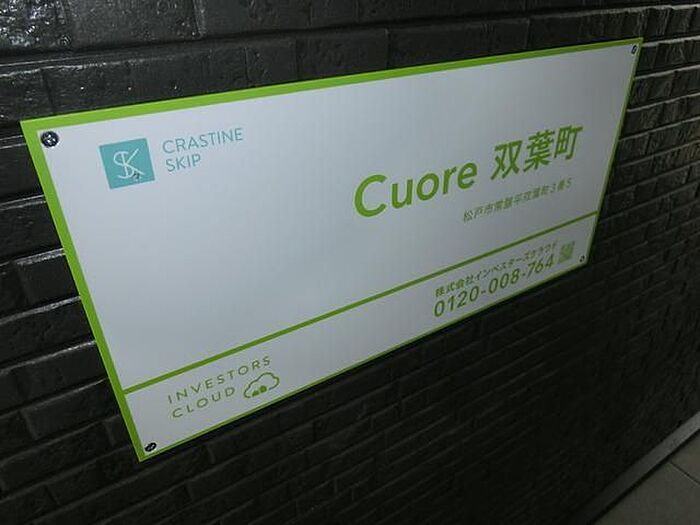 CRASTINE
SKIP
Cuore 双葉町
松戸市常盤平双葉町3番5
株式会社インベスターズクラウド
0120-008-764
INVESTORS
CLOUD